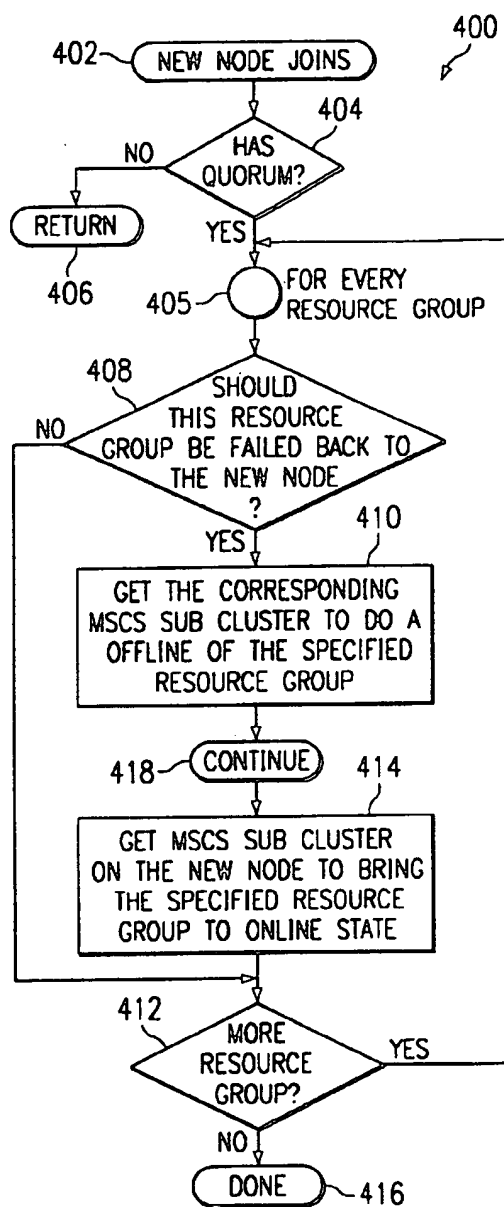 400
402
NEW NODE JOINS
404
HAS
QUORUM?
NO
RETURN
406
YES
405
FOR EVERY
RESOURCE GROUP
408
SHOULD
THIS RESOURCE
GROUP BE FAILED BACK TO
THE NEW NODE
?
NO
YES
410
GET THE CORRESPONDING
MSCS SUB CLUSTER TO DO A
OFFLINE OF THE SPECIFIED
RESOURCE GROUP
418
CONTINUE
414
GET MSCS SUB CLUSTER
ON THE NEW NODE TO BRING
THE SPECIFIED RESOURCE
GROUP TO ONLINE STATE
412
MORE
RESOURCE
GROUP?
YES
NO
DONE
416